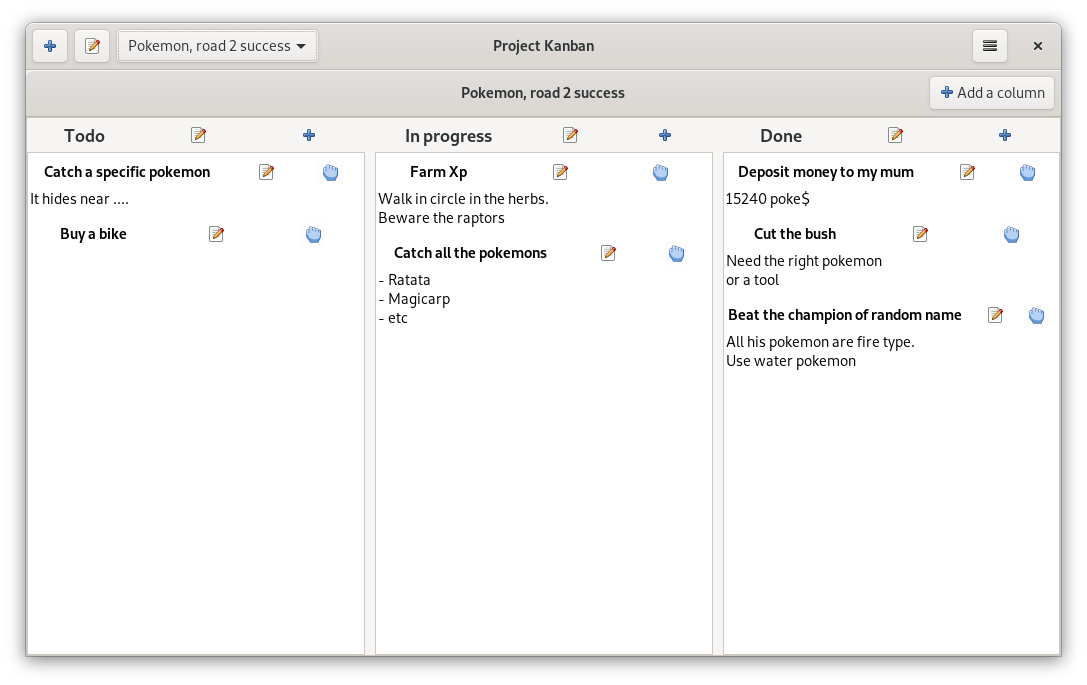 Pokemon, road 2 success
Project Kanban
Pokemon, road 2 success
Add a column
Todo
In progress
Done
Catch a specific pokemon
It hides near ....
Buy a bike
Farm Xp
Walk in circle in the herbs.
Beware the raptors
Catch all the pokemons
- Ratata
- Magicarp
- etc
Deposit money to my mum
15240 poke$
Cut the bush
Need the right pokemon
or a tool
Beat the champion of random name
All his pokemon are fire type.
Use water pokemon